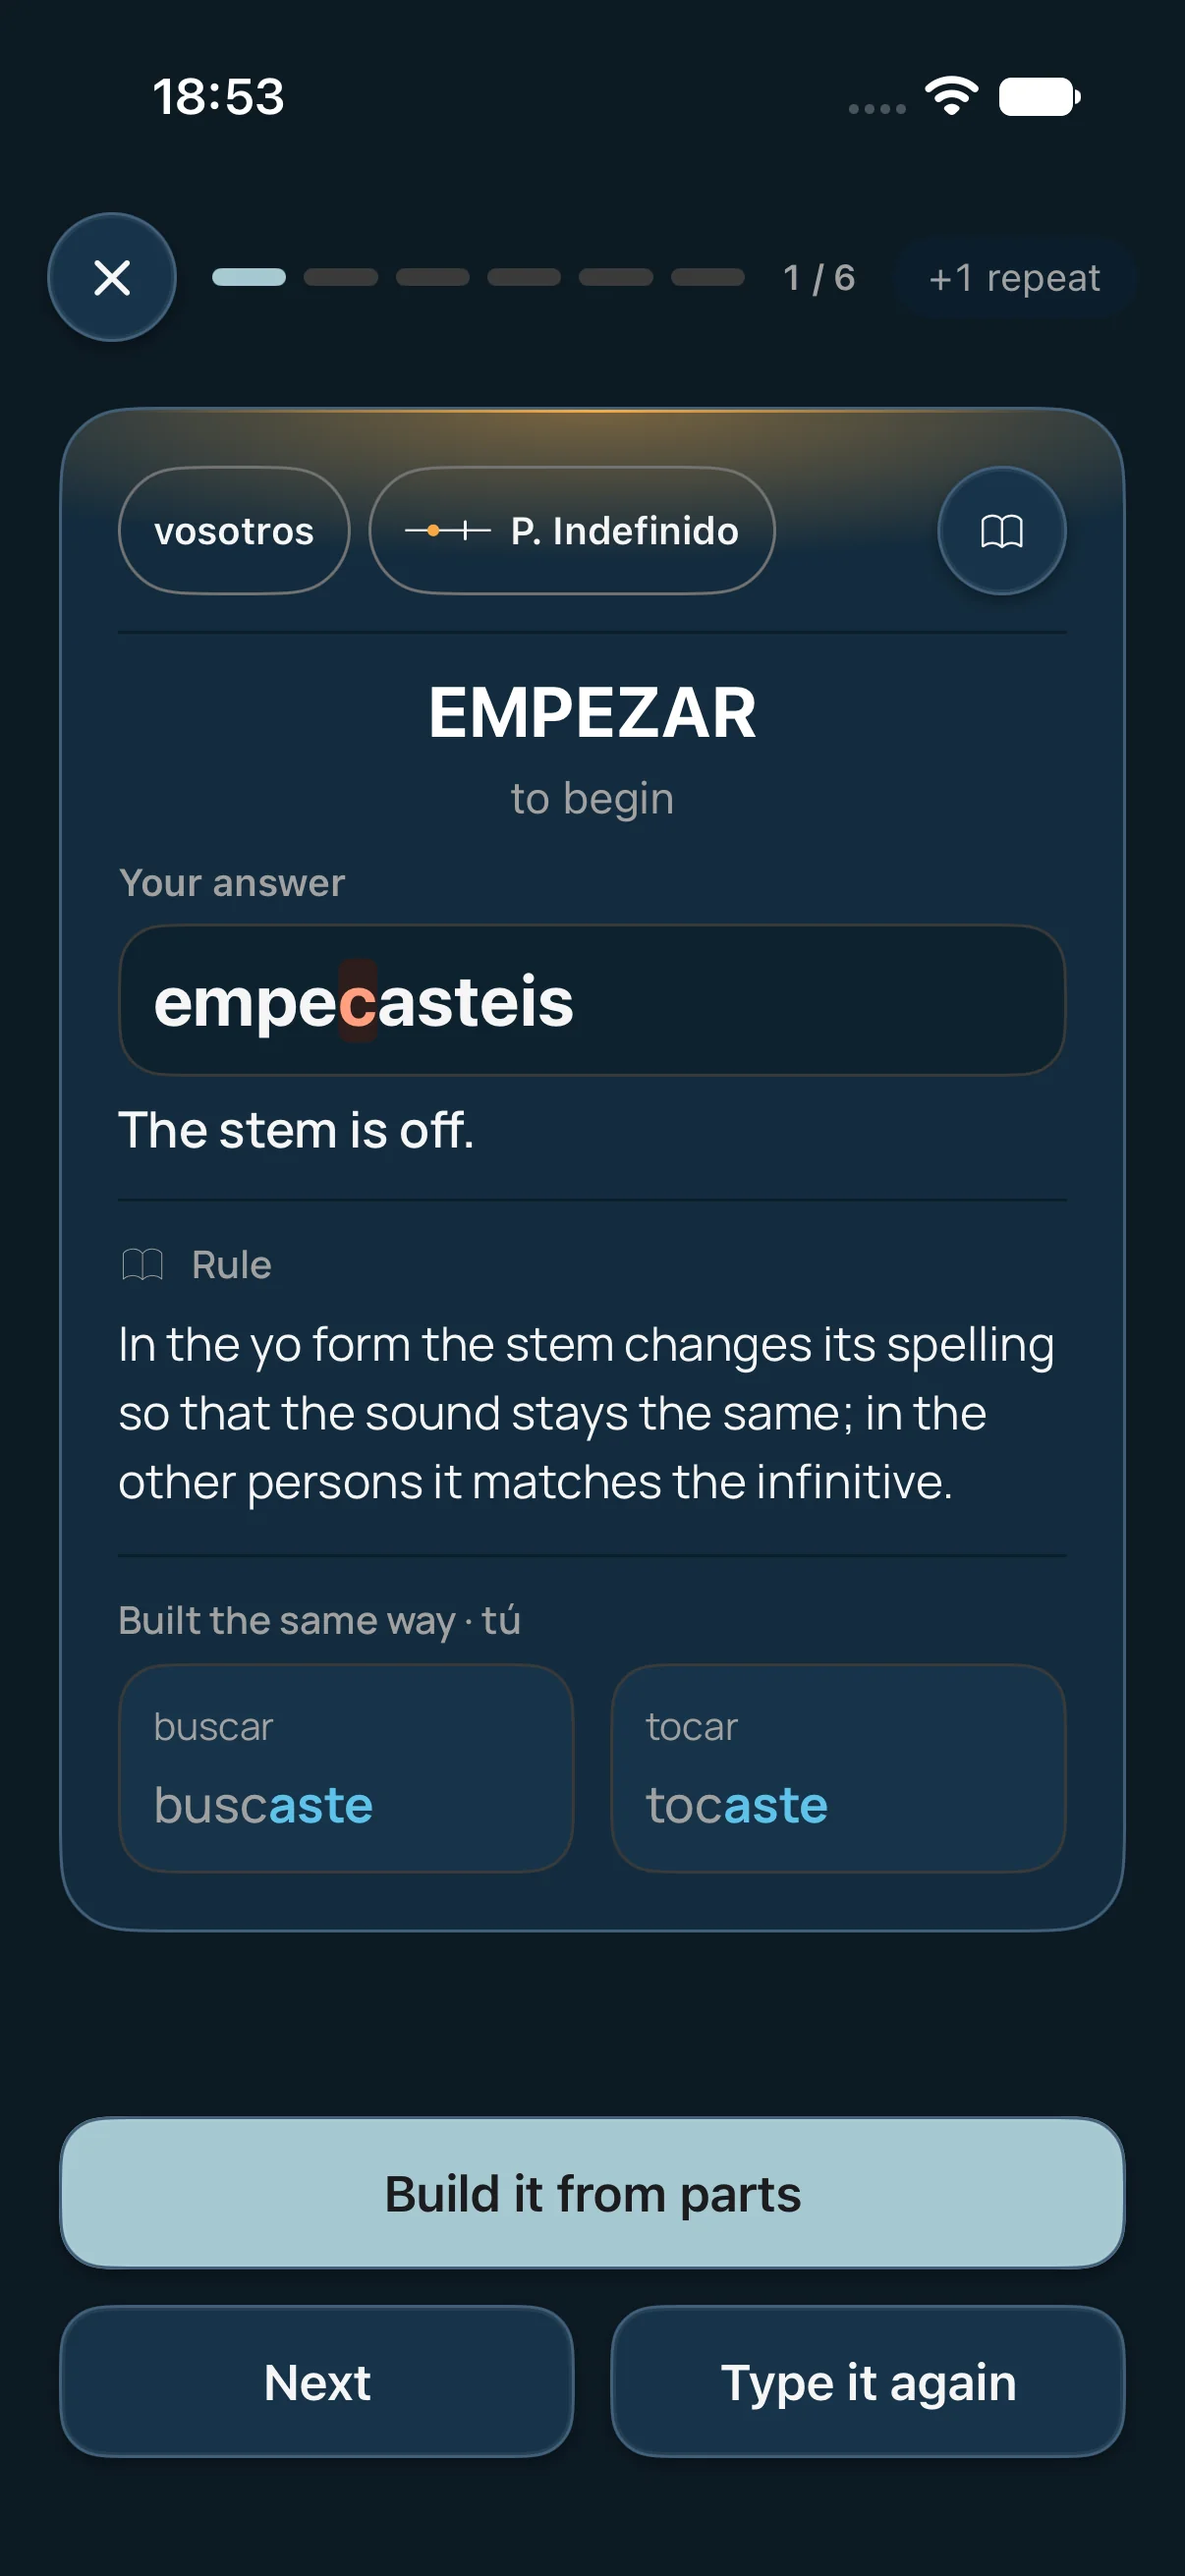 18:53
1 / 6
+1 repeat
vosotros
P. Indefinido
EMPEZAR
to begin
Your answer
empecasteis
The stem is off.
Rule
In the yo form the stem changes its spelling
so that the sound stays the same; in the
other persons it matches the infinitive.
Built the same way · tú
buscar
buscaste
tocar
tocaste
Build it from parts
Next
Type it again